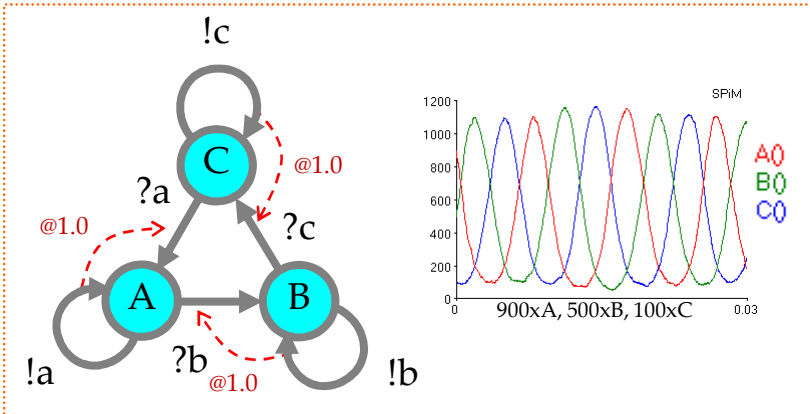 !c
C
@1.0
?a
@1.0
?c
A
B
?b
@1.0
!a
!b
SPiM
1200
1000
800
600
400
200
0
0
900xA, 500xB, 100xC
0.03
A()
B()
C()